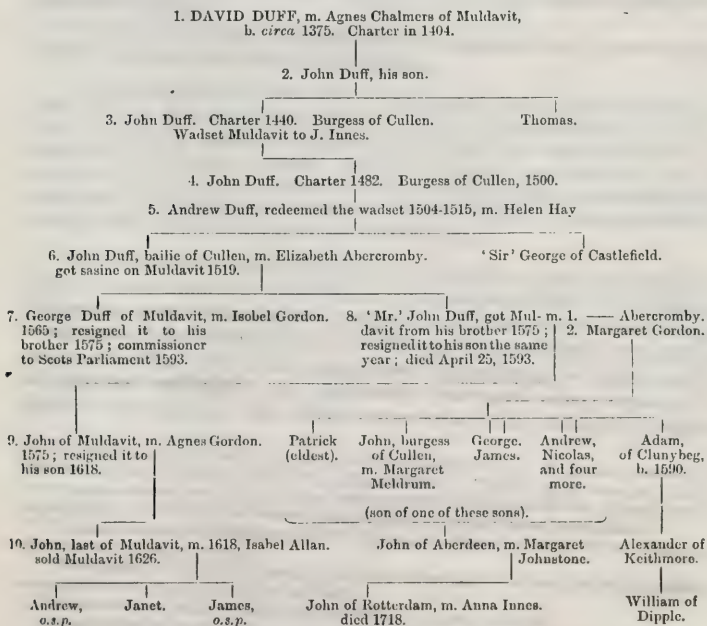 1. DAVID DUFF, m. Agnes Chalmers of Muldavit,
b. circa 1375. Charter in 1404.
2. John Duff, his son.
3. John Duff. Charter 1440. Burgess of Cullen.
Wadset Muldavit to J. Innes.
Thomas.
4. John Duff. Charter 1482. Burgess of Cullen, 1500.
5. Andrew Duff, redeemed the wadset 1504-1515, m. Helen Hay
6. John Duff, bailie of Cullen, m. Elizabeth Abercromby.
got sasine on Muldavit 1519.
'Sir' George of Castlefield.
7. George Duff of Muldavit, m. Isobel Gordon.
1565; resigned it to his
brother 1575; commissioner
to Scots Parliament 1593.
8. 'Mr.' John Duff, got Mul- m. 1. —— Abercromby.
davit from his brother 1575; 2. Margaret Gordon.
resigned it to his son the same
year; died April 25, 1593.
9. John of Muldavit, m. Agnes Gordon.
1575; resigned it to
his son 1618.
Patrick
(eldest).
John, burgess
of Cullen,
m. Margaret
Meldrum.
George.
James.
Andrew,
Nicolas,
and four
more.
Adam,
of Clunybeg,
b. 1590.
(son of one of these sons).
10. John, last of Muldavit, m. 1618, Isabel Allan.
sold Muldavit 1626.
John of Aberdeen, m. Margaret
Johnstone.
Alexander of
Keithmore.
Andrew,
o.s.p.
Janet.
James,
o.s.p.
John of Rotterdam, m. Anna Innes.
died 1718.
William of
Dipple.